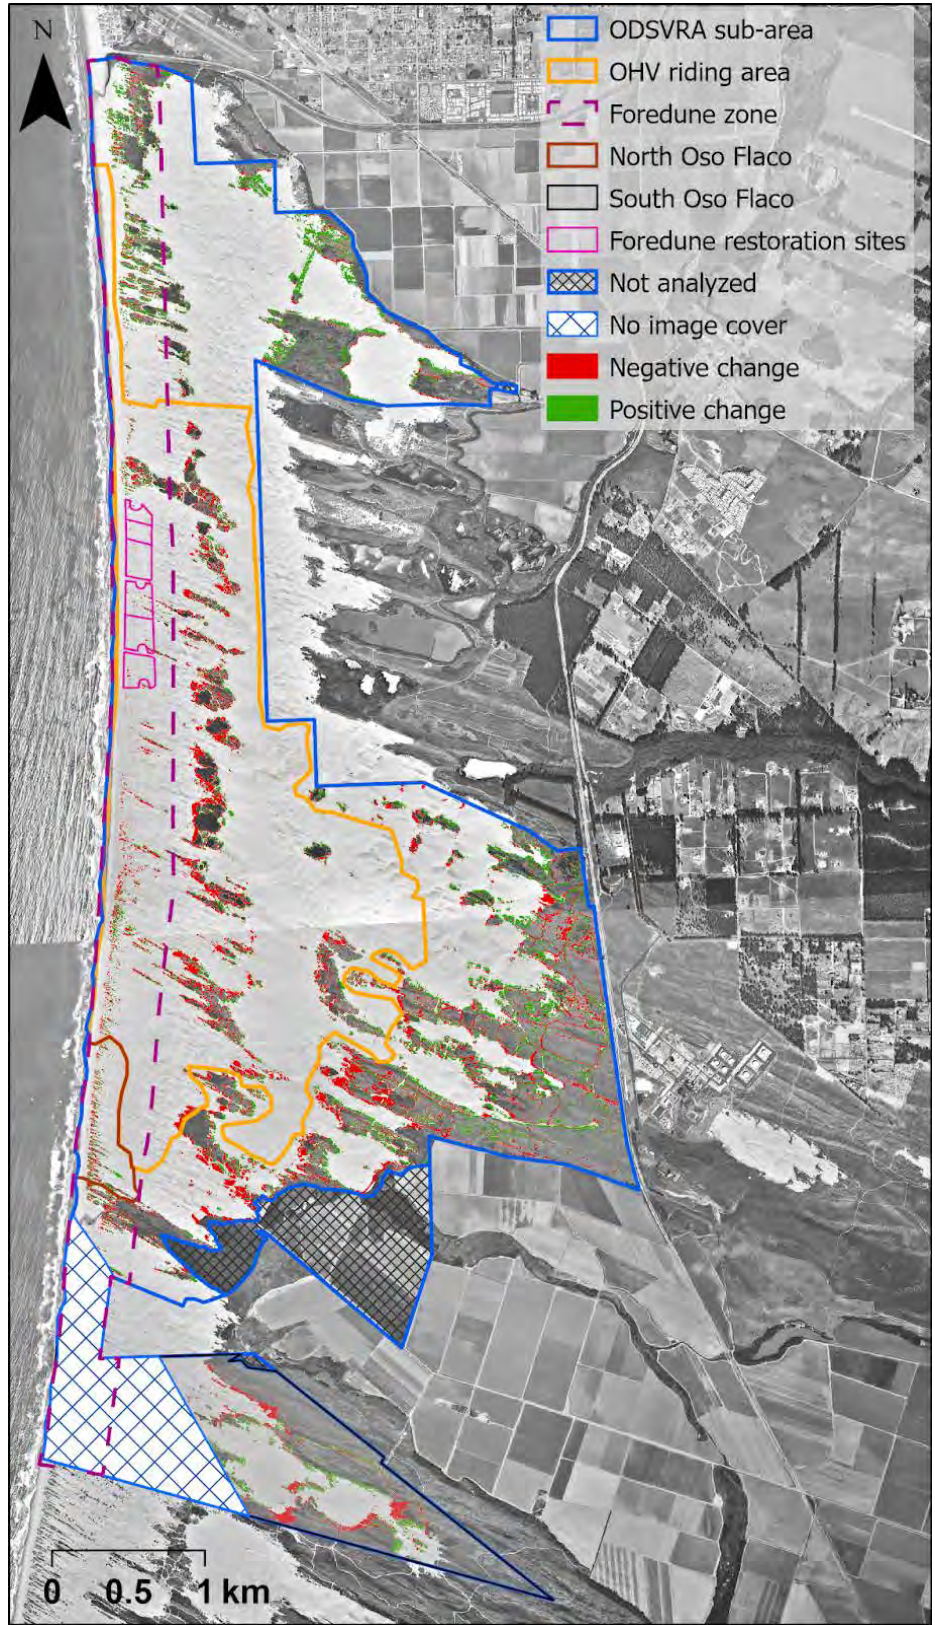 N
ODSVRA sub-area
OHV riding area
Foredune zone
North Oso Flaco
South Oso Flaco
Foredune restoration sites
Not analyzed
No image cover
Negative change
Positive change
0 0.5 1 km